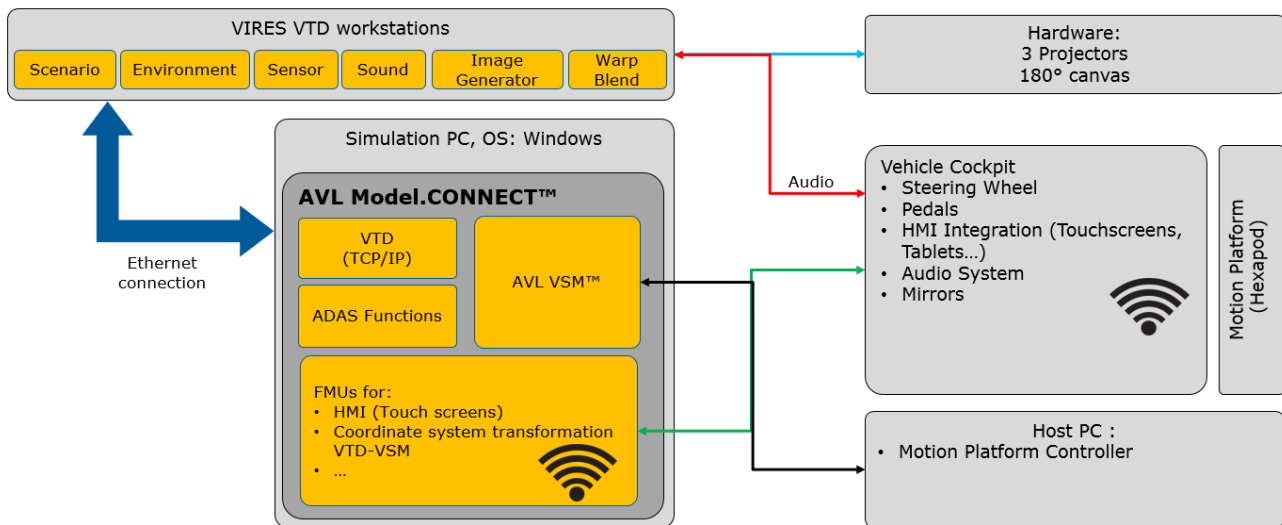 VIRES VTD workstations
Scenario
Environment
Sensor
Sound
Image
Generator
Warp
Blend
Hardware:
3 Projectors
180° canvas
Simulation PC, OS: Windows
AVL Model.CONNECT™
VTD
(TCP/IP)
ADAS Functions
AVL VSM™
FMUs for:
• HMI (Touch screens)
• Coordinate system transformation
VTD-VSM
• ...
Ethernet
connection
Audio
Vehicle Cockpit
• Steering Wheel
• Pedals
• HMI Integration (Touchscreens,
Tablets...)
• Audio System
• Mirrors
Motion Platform
(Hexapod)
Host PC :
• Motion Platform Controller